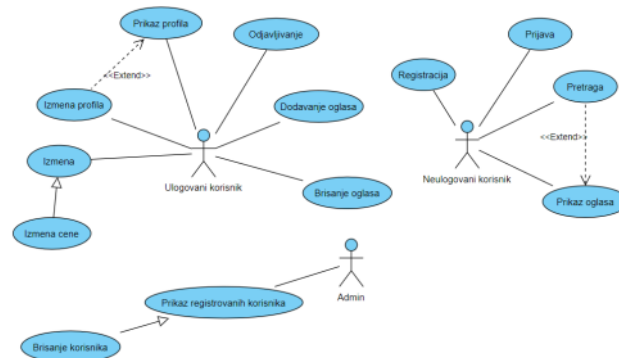 Prikaz profila
Odjavljivanje
Prijava
<<Extend>>
Registracija
Pretraga
Izmena profila
Dodavanje oglasa
<<Extend>>
Izmena
Ulogovani korisnik
Neulogovani korisnik
Brisanje oglasa
Prikaz oglasa
Izmena cene
Prikaz registrovanih korisnika
Admin
Brisanje korisnika